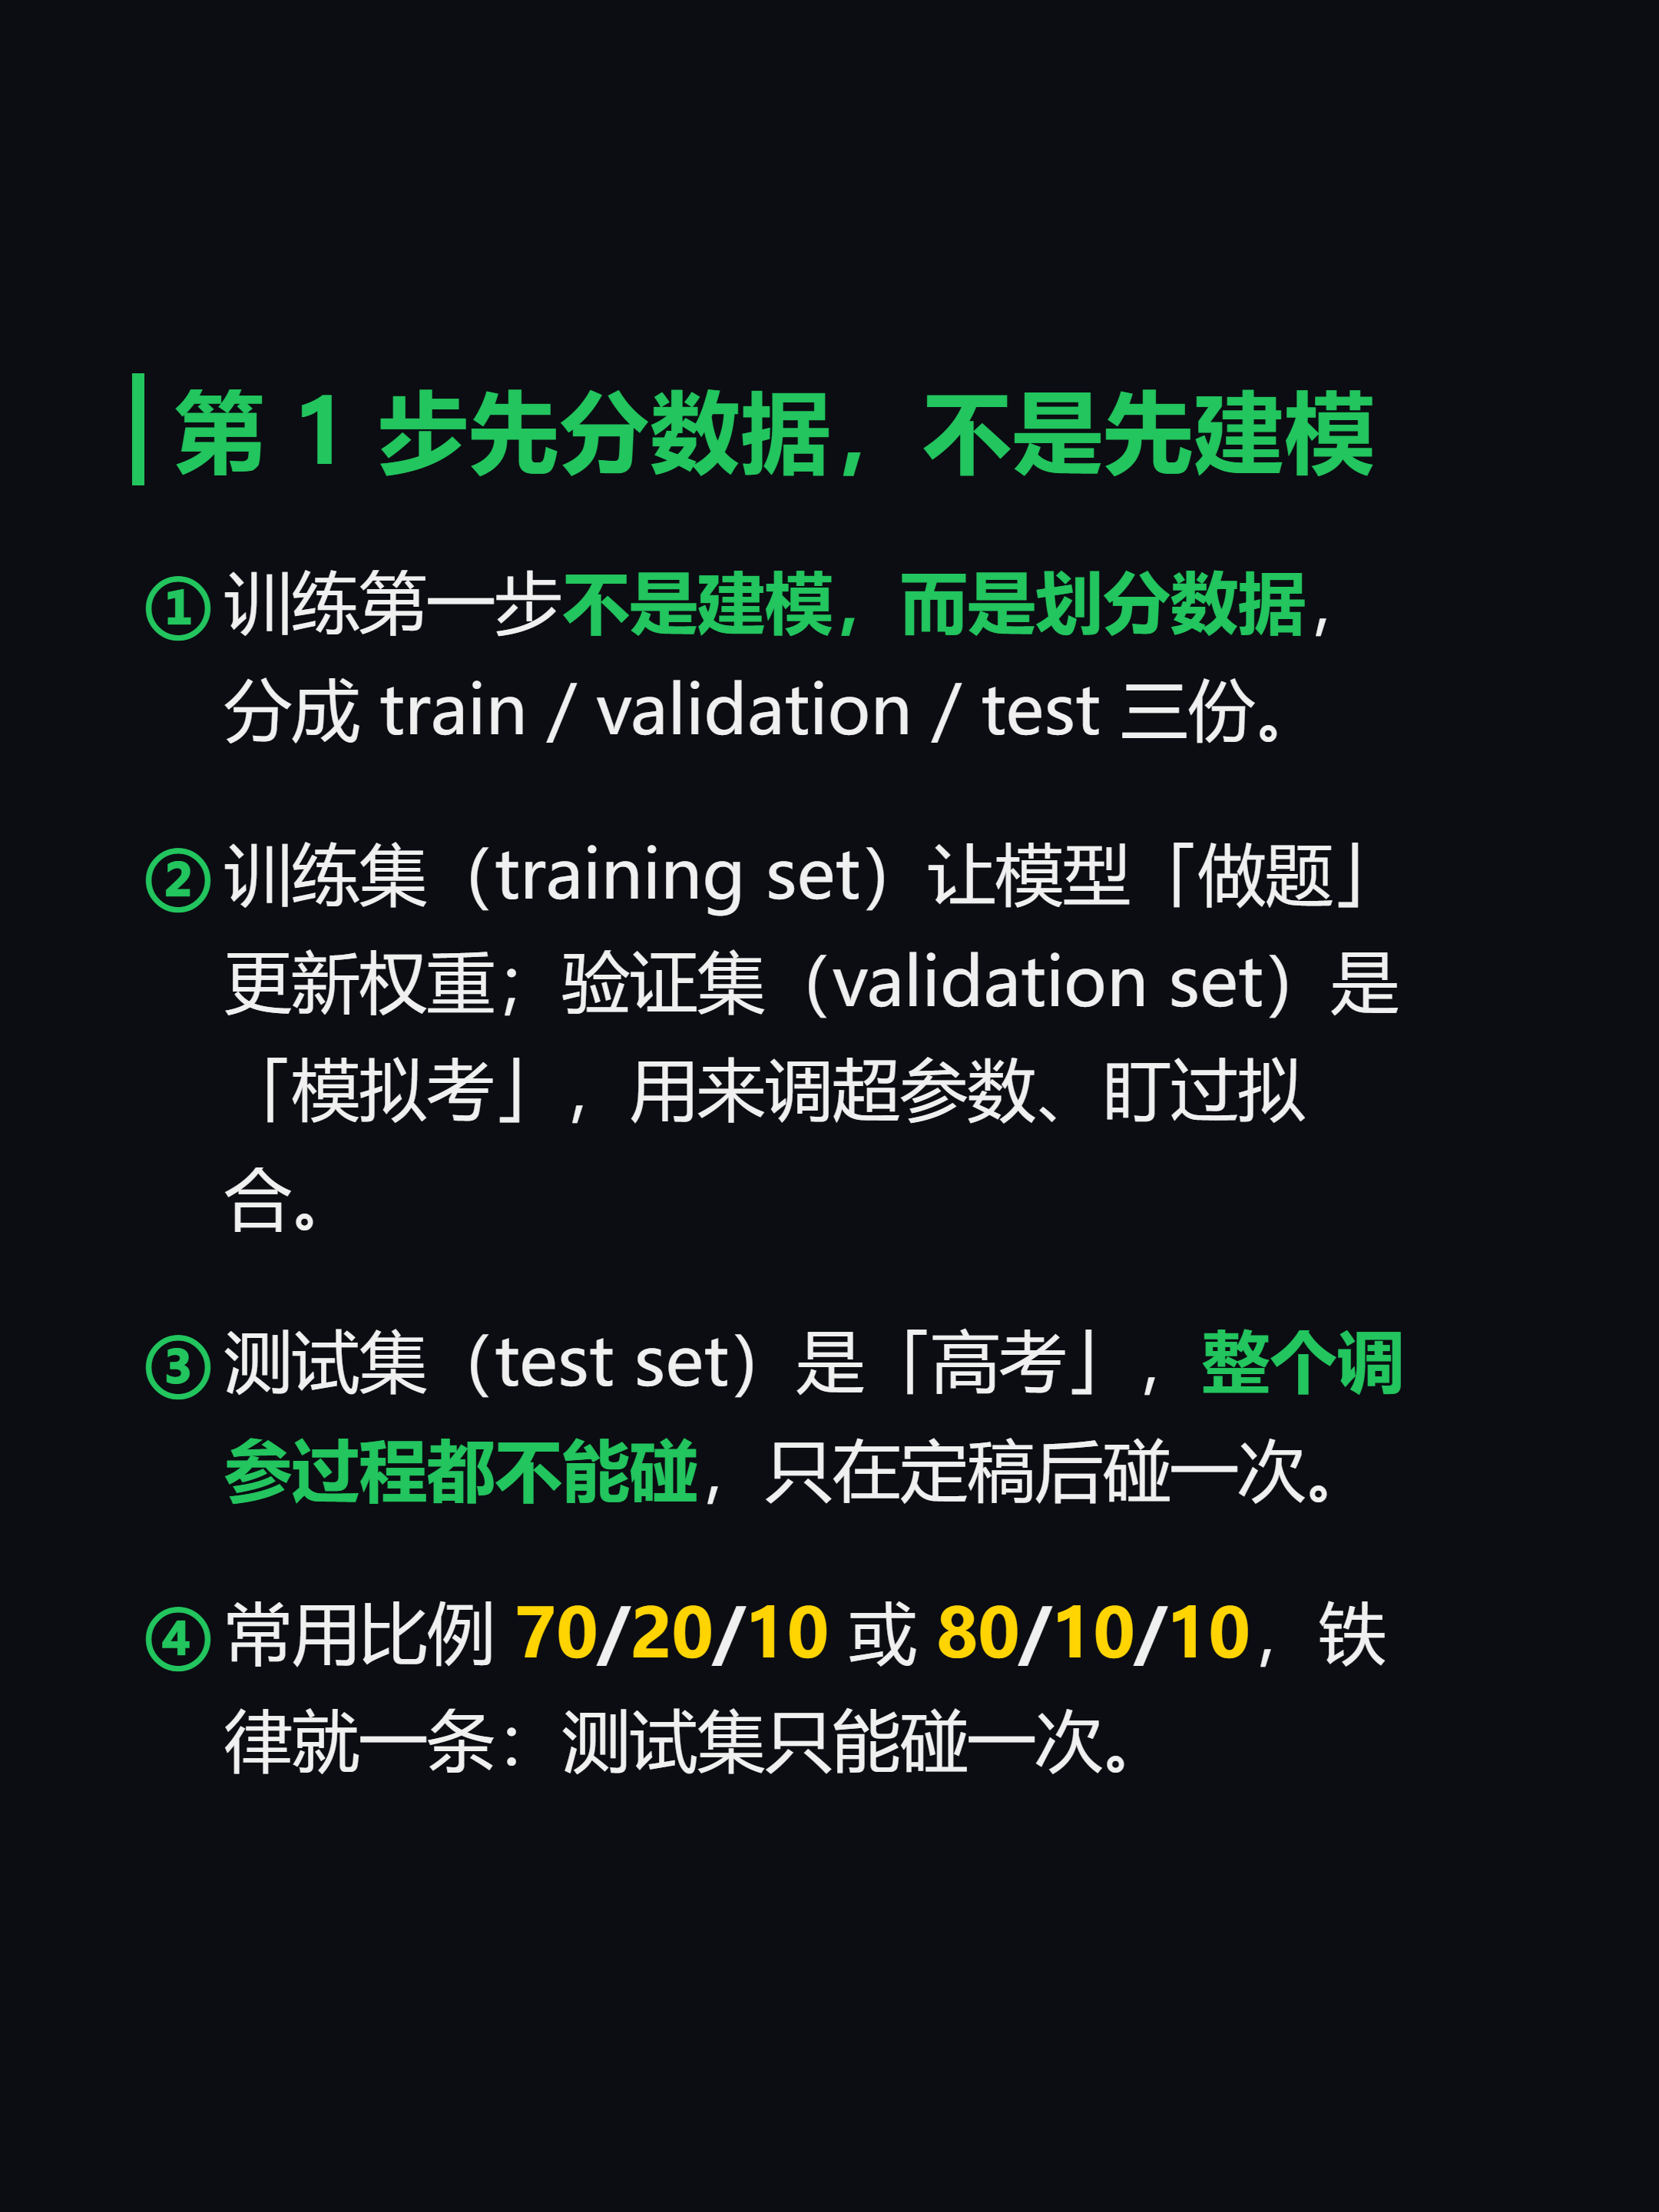 第 1 步先分数据，不是先建模
① 训练第一步不是建模，而是划分数据，
分成 train / validation / test 三份。
② 训练集（training set）让模型「做题」
更新权重；验证集（validation set）是
「模拟考」，用来调超参数、盯过拟
合。
③ 测试集（test set）是「高考」，整个调
参过程都不能碰，只在定稿后碰一次。
④ 常用比例 70/20/10 或 80/10/10，铁
律就一条：测试集只能碰一次。